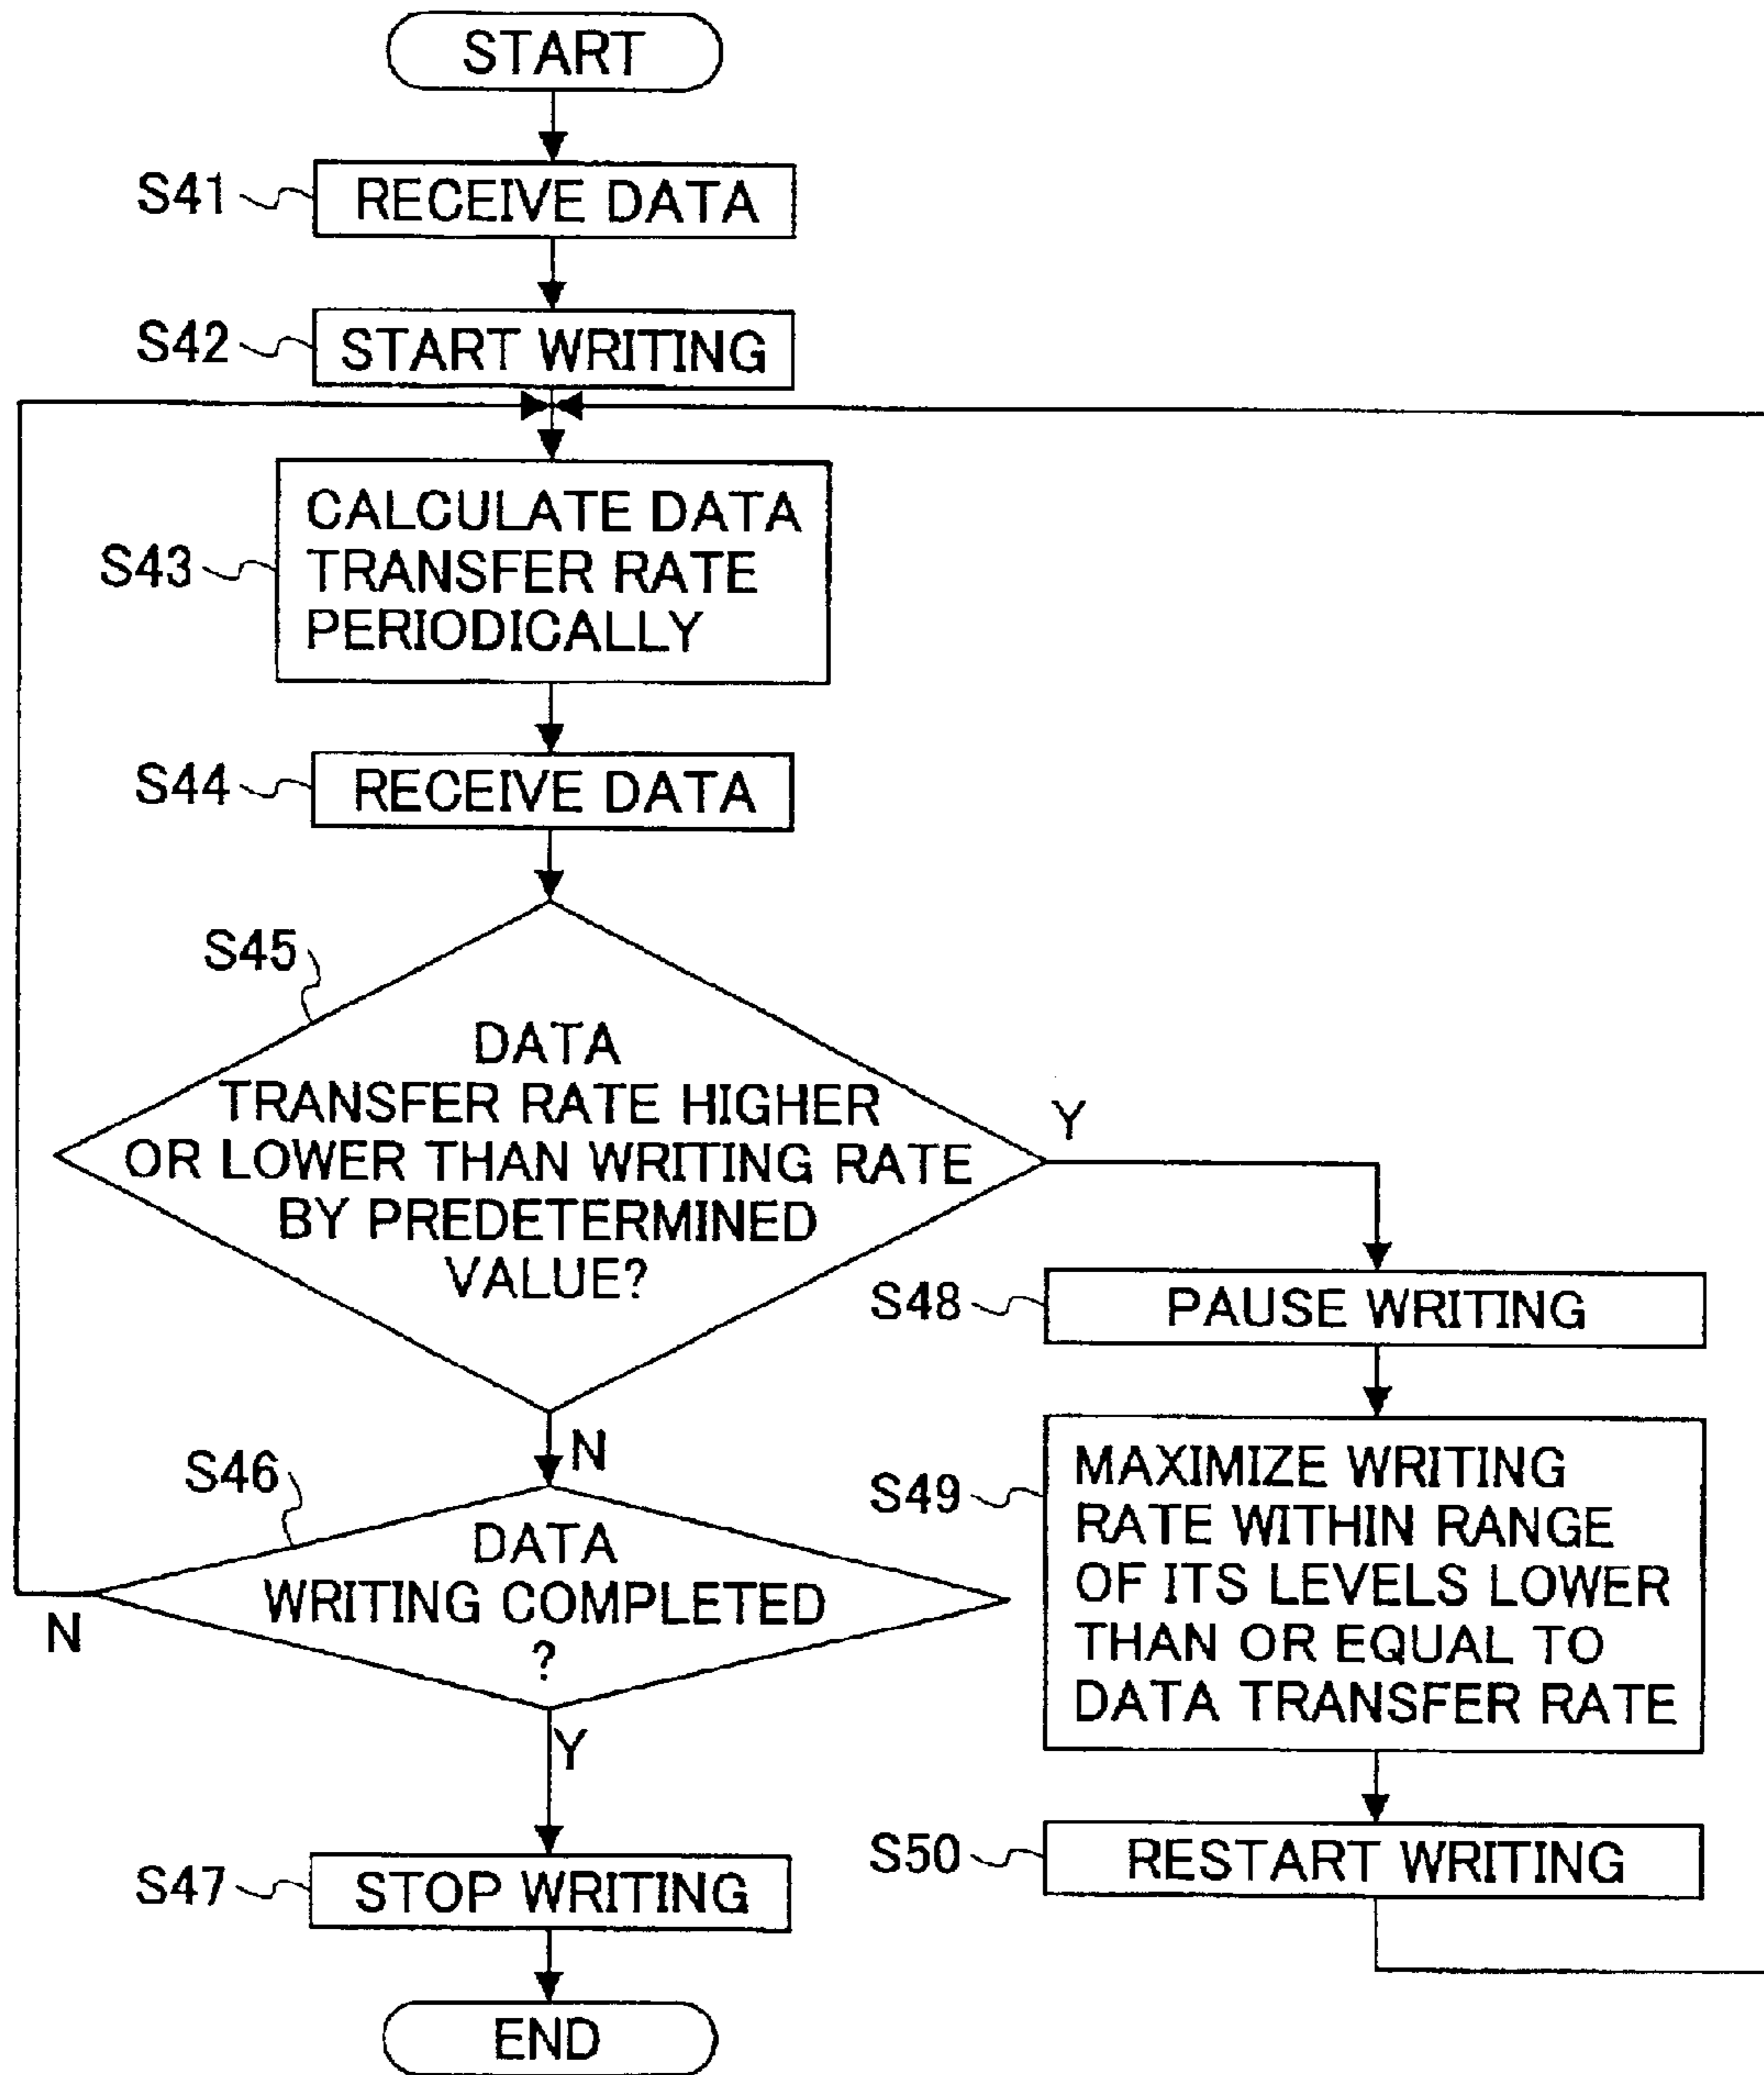 START
S41
RECEIVE DATA
S42
START WRITING
S43
CALCULATE DATA
TRANSFER RATE
PERIODICALLY
S44
RECEIVE DATA
S45
DATA
TRANSFER RATE HIGHER
OR LOWER THAN WRITING RATE
BY PREDETERMINED
VALUE?
Y
N
S46
DATA
WRITING COMPLETED
?
N
Y
S47
STOP WRITING
END
S48
PAUSE WRITING
S49
MAXIMIZE WRITING
RATE WITHIN RANGE
OF ITS LEVELS LOWER
THAN OR EQUAL TO
DATA TRANSFER RATE
S50
RESTART WRITING